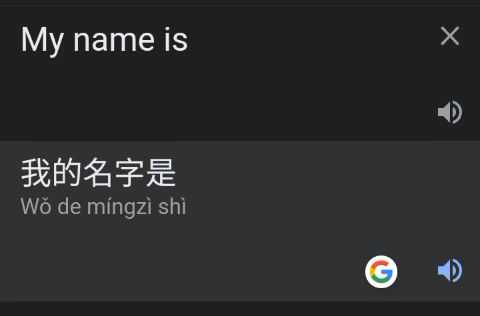 My name is
我的名字是
Wǒ de míngzì shì